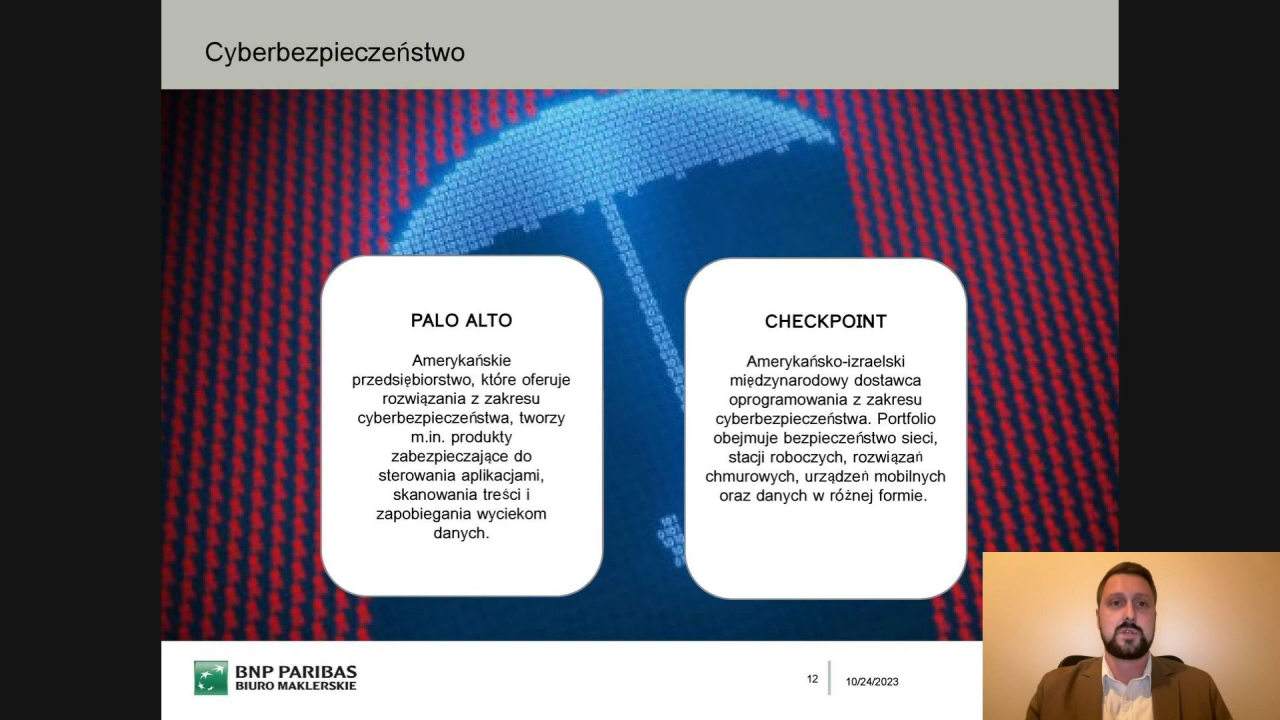 Cyberbezpieczeństwo
PALO ALTO
Amerykańskie
przedsiębiorstwo, które oferuje
rozwiązania z zakresu
cyberbezpieczeństwa, tworzy
m.in. produkty
zabezpieczające do
sterowania aplikacjami,
skanowania treści i
zapobiegania wyciekom
danych.
CHECKPOINT
Amerykańsko-izraelski
międzynarodowy dostawca
oprogramowania z zakresu
cyberbezpieczeństwa. Portfolio
obejmuje bezpieczeństwo sieci,
stacji roboczych, rozwiązań
chmurowych, urządzeń mobilnych
oraz danych w różnej formie.
BNP PARIBAS
BIURO MAKLERSKIE
12
10/24/2023